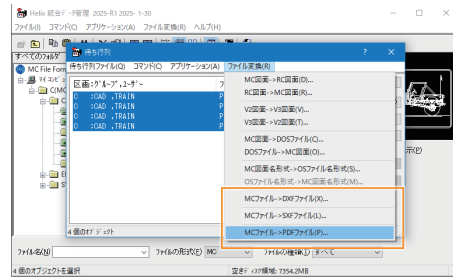 Helix 統合ﾃﾞｰﾀ管理 2025-R1 2025- 1-30
ファイル(I) コマンド(C) アプリケーション(A) ファイル変換(R) ヘルプ(H)
すべてのﾌｫﾙﾀﾞ
MC File Form
待ち行列
待ち行列ファイル(Q) コマンド(C) アプリケーション(A) ファイル変換(R)
区画:ｸﾞﾙｰﾌﾟ,ﾕｰｻﾞｰ
C :CAD ,TRAIN P
C :CAD ,TRAIN P
C :CAD ,TRAIN P
C :CAD ,TRAIN P
MC図面->RC図面(D)...
RC図面->MC図面(R)...
V2図面->V3図面(V)...
V3図面->V2図面(T)...
MC図面->DOSファイル(C)...
DOSファイル->MC図面(O)...
MC図面名形式->OSファイル名形式(S)...
OSファイル名形式->MC図面名形式(M)...
MCファイル->DXFファイル(X)...
MCファイル->SXFファイル(L)...
MCファイル->PDFファイル(P)...
4 個のｵﾌﾞｼﾞｪｸﾄ
示(E)
ﾌｧｲﾙ名(N) ﾌｧｲﾙの形式(E) MC ﾌｧｲﾙの種類(I) すべて
4 個のオブジェクトを選択 空きﾃﾞｨｽｸ領域: 7354.2MB